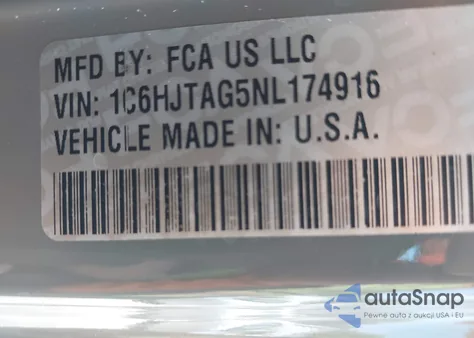 MFD BY: FCA US LLC
VIN: 1C6HJTAG5NL174916
VEHICLE MADE IN: U.S.A.
autaSnap
Pewne auta z aukcji USA i EU